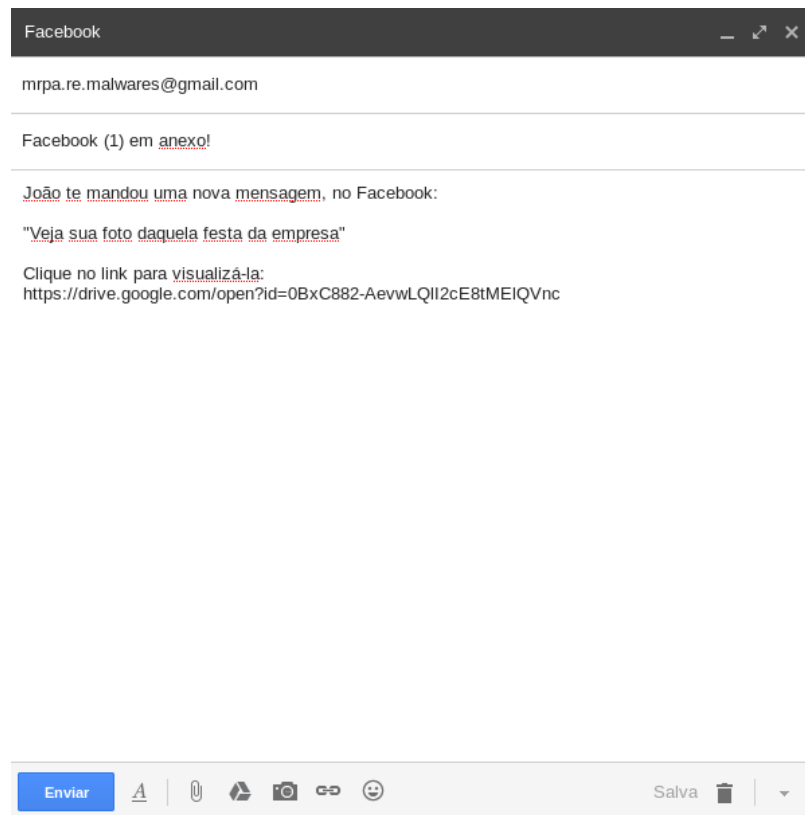 Facebook
mrpa.re.malwares@gmail.com
Facebook (1) em anexo!
João te mandou uma nova mensagem, no Facebook:
"Veja sua foto daquela festa da empresa"
Clique no link para visualizá-la:
https://drive.google.com/open?id=0BxC882-AevwLQlI2cE8tMElQVnc
Enviar
A
Salva